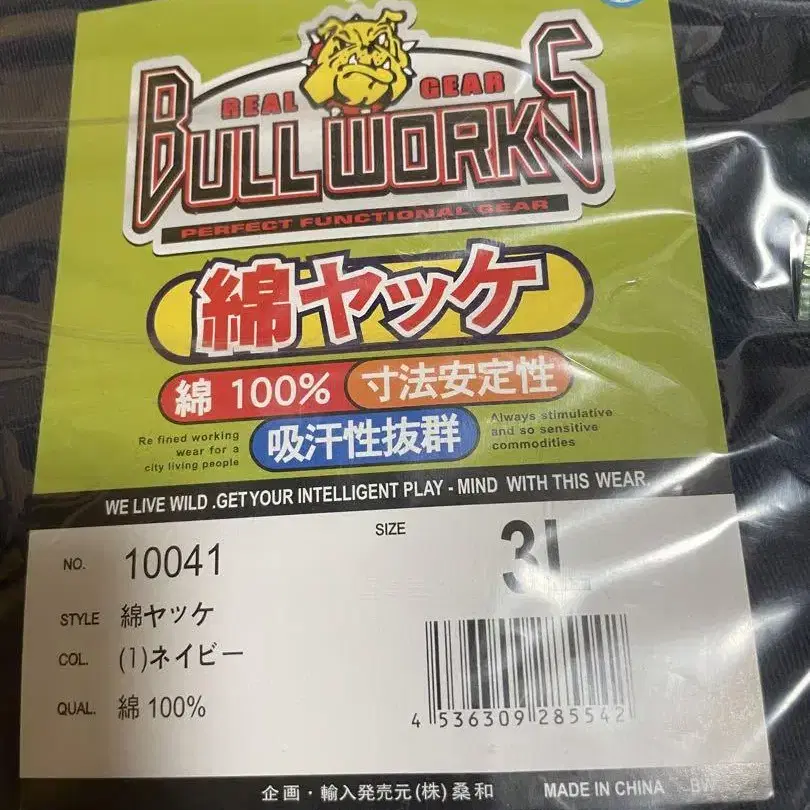 REAL GEAR
BULL WORKS
PERFECT FUNCTIONAL GEAR
綿ヤッケ
綿 100% 寸法安定性
Re fined working
wear for a
city living people
吸汗性抜群
Always stimulative
and so sensitive
commodities
WE LIVE WILD .GET YOUR INTELLIGENT PLAY - MIND WITH THIS WEAR.
NO. 10041
SIZE 3L
STYLE 綿ヤッケ
COL. (1)ネイビー
QUAL. 綿 100%
4 536309 285542
企画・輸入発売元(株)桑和 MADE IN CHINA